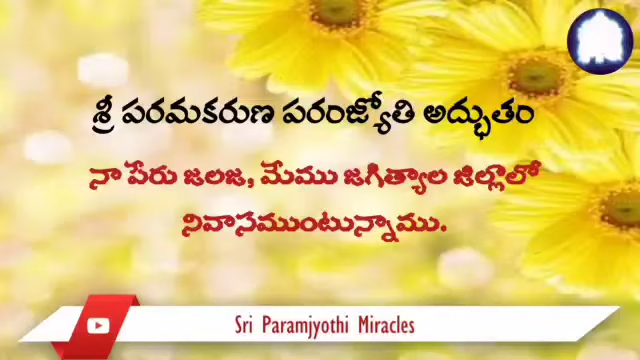 శ్రీ పరమకరుణ పరంజ్యోతి అద్భుతం
నా పేరు జలజ, మేము జగిత్యాల జిల్లాలో
నివాసముంటున్నాము.
Sri Paramjyothi Miracles